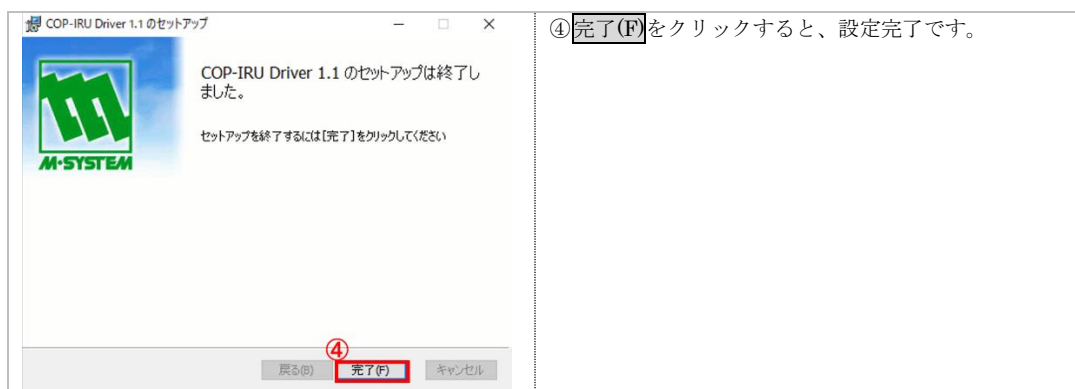 COP-IRU Driver 1.1 のセットアップ
COP-IRU Driver 1.1 のセットアップは終了し
ました。
セットアップを終了するには[完了]をクリックしてください
M·SYSTEM
④
戻る(B) 完了(F) キャンセル
④完了(F)をクリックすると、設定完了です。